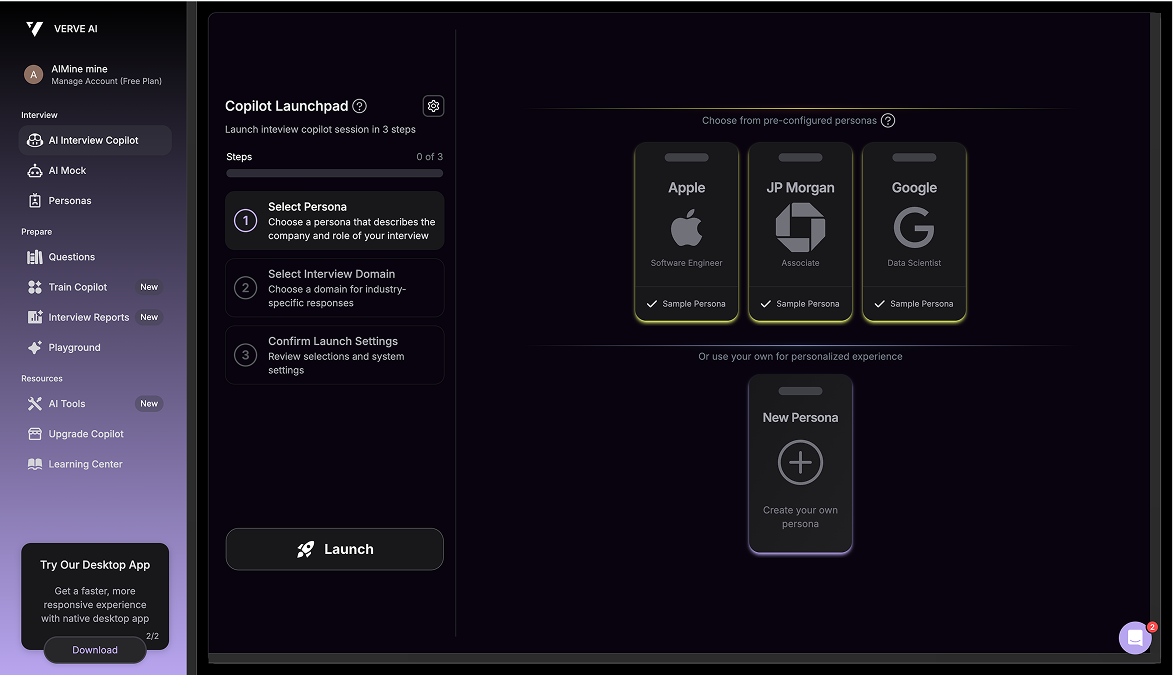 VERVE AI
A
AIMine mine
Manage Account (Free Plan)
Interview
AI Interview Copilot
AI Mock
Personas
Prepare
Questions
Train Copilot New
Interview Reports New
Playground
Resources
AI Tools New
Upgrade Copilot
Learning Center
Try Our Desktop App
Get a faster, more
responsive experience
with native desktop app
2/2
Download
Copilot Launchpad ?
Launch inteview copilot session in 3 steps
Steps 0 of 3
1
Select Persona
Choose a persona that describes the
company and role of your interview
2
Select Interview Domain
Choose a domain for industry-
specific responses
3
Confirm Launch Settings
Review selections and system
settings
Launch
Choose from pre-configured personas ?
Apple
Software Engineer
Sample Persona
JP Morgan
Associate
Sample Persona
Google
G
Data Scientist
Sample Persona
Or use your own for personalized experience
New Persona
Create your own
persona
2